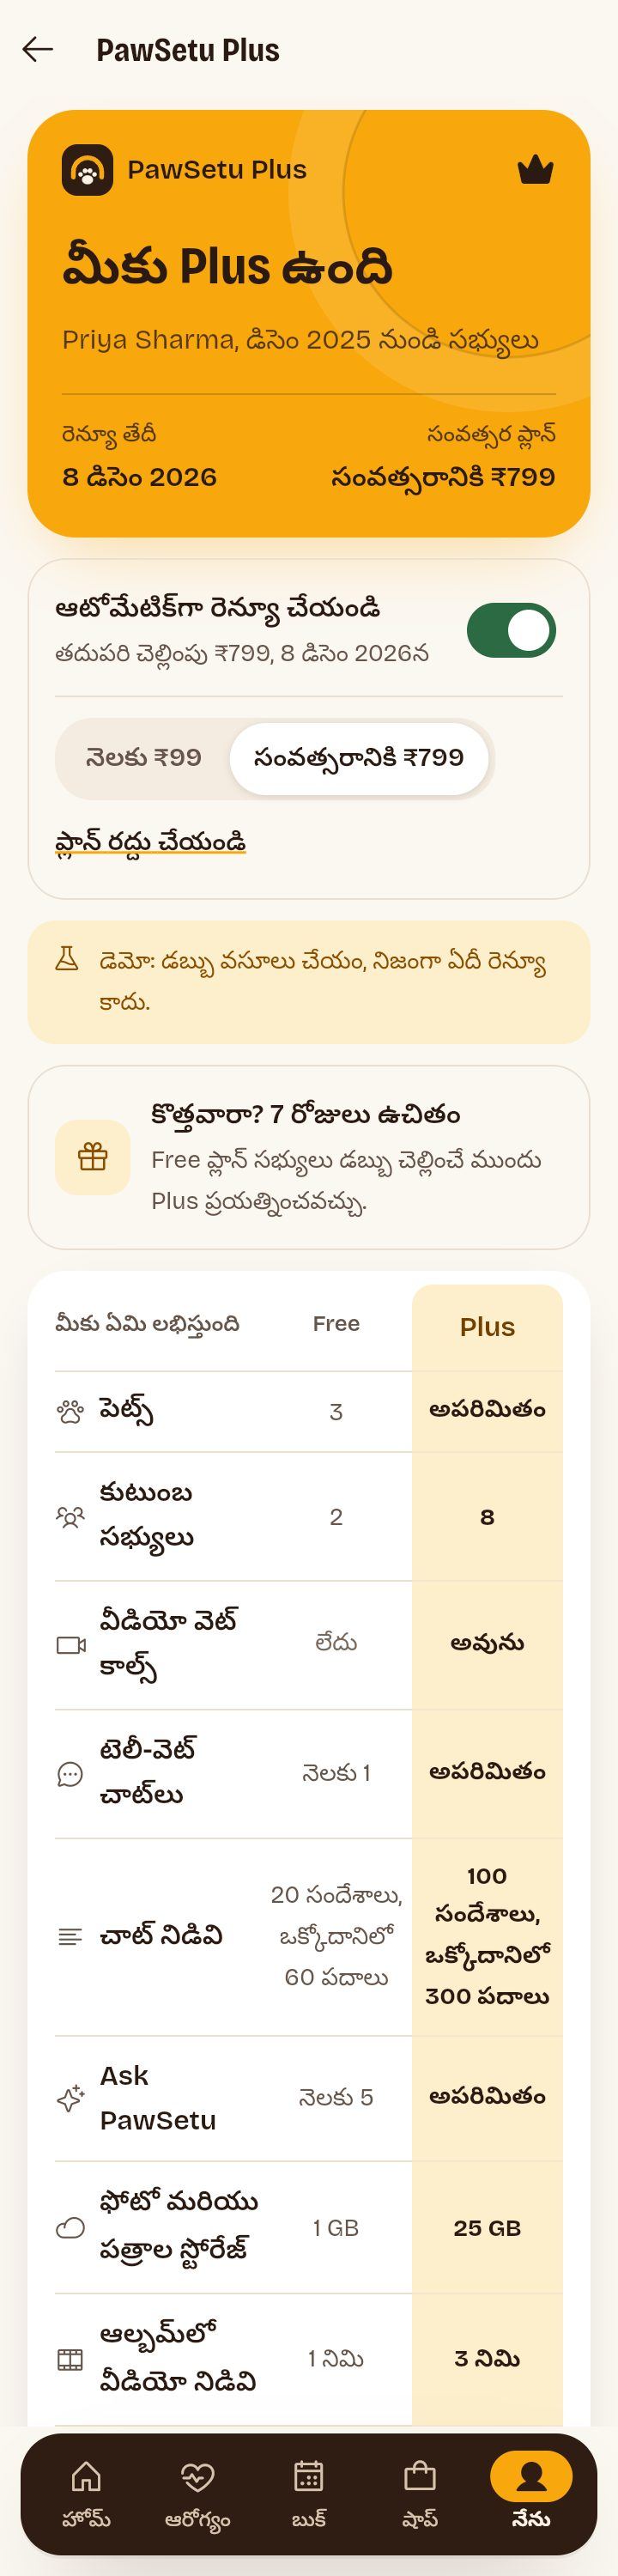 PawSetu Plus
PawSetu Plus
మీకు Plus ఉంది
Priya Sharma, డిసెం 2025 నుండి సభ్యులు
రెన్యూ తేదీ
సంవత్సర ప్లాన్
8 డిసెం 2026
సంవత్సరానికి ₹799
ఆటోమేటిక్‌గా రెన్యూ చేయండి
తదుపరి చెల్లింపు ₹799, 8 డిసెం 2026న
నెలకు ₹99
సంవత్సరానికి ₹799
ప్లాన్ రద్దు చేయండి
డెమో: డబ్బు వసూలు చేయం, నిజంగా ఏదీ రెన్యూ
కాదు.
కొత్తవారా? 7 రోజులు ఉచితం
Free ప్లాన్ సభ్యులు డబ్బు చెల్లించే ముందు
Plus ప్రయత్నించవచ్చు.
మీకు ఏమి లభిస్తుంది
Free
Plus
పెట్స్
3
అపరిమితం
కుటుంబ
సభ్యులు
2
8
వీడియో వెట్
కాల్స్
లేదు
అవును
టెలీ-వెట్
చాట్‌లు
నెలకు 1
అపరిమితం
చాట్ నిడివి
20 సందేశాలు,
ఒక్కోదానిలో
60 పదాలు
100
సందేశాలు,
ఒక్కోదానిలో
300 పదాలు
Ask
PawSetu
నెలకు 5
అపరిమితం
ఫోటో మరియు
పత్రాల స్టోరేజ్
1 GB
25 GB
ఆల్బమ్‌లో
వీడియో నిడివి
1 నిమి
3 నిమి
హోమ్
ఆరోగ్యం
బుక్
షాప్
నేను